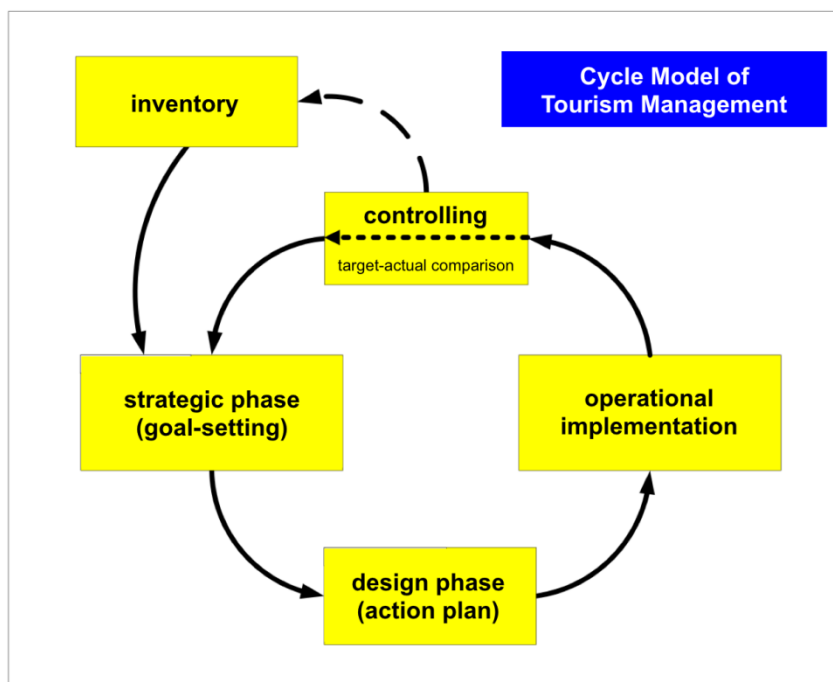 Cycle Model of
Tourism Management
inventory
controlling
target-actual comparison
strategic phase
(goal-setting)
operational
implementation
design phase
(action plan)